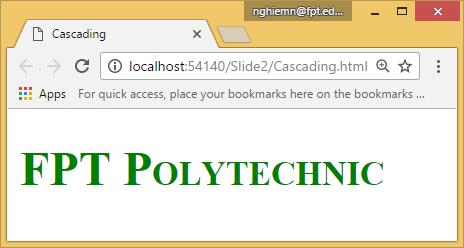 nghiemn@fpt.ed...
Cascading
localhost:54140/Slide2/Cascading.html
Apps For quick access, place your bookmarks here on the bookmarks ...
FPT POLYTECHNIC